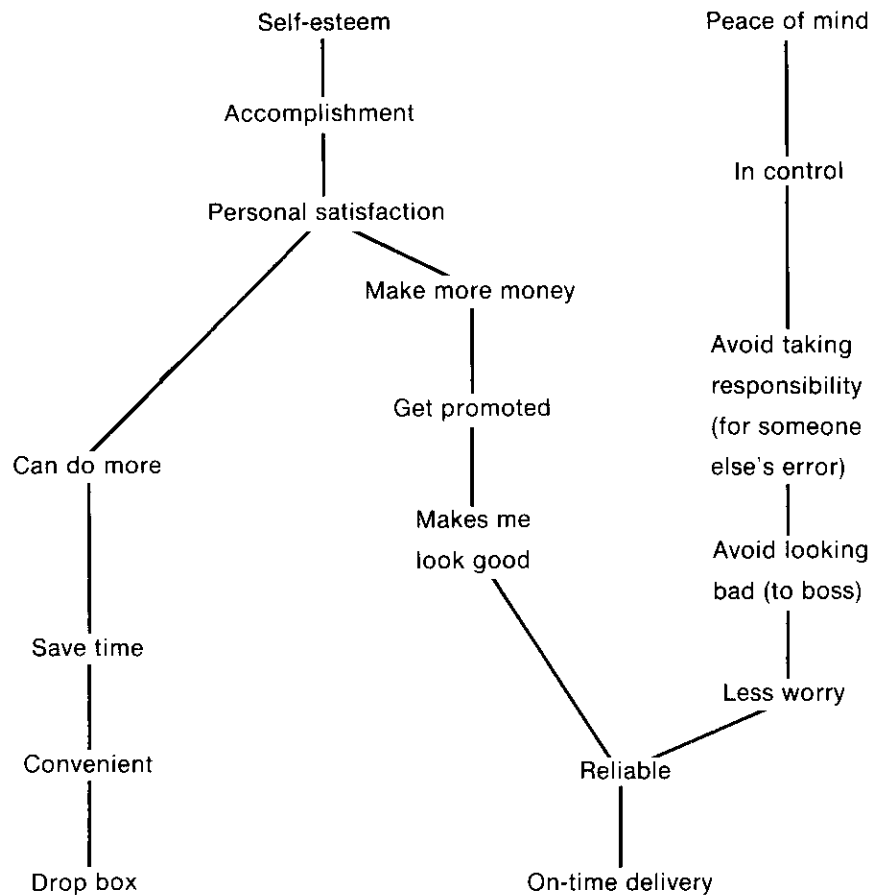 Self-esteem
Peace of mind
Accomplishment
In control
Personal satisfaction
Make more money
Avoid taking
responsibility
(for someone
else's error)
Get promoted
Can do more
Makes me
look good
Avoid looking
bad (to boss)
Save time
Less worry
Convenient
Reliable
Drop box
On-time delivery